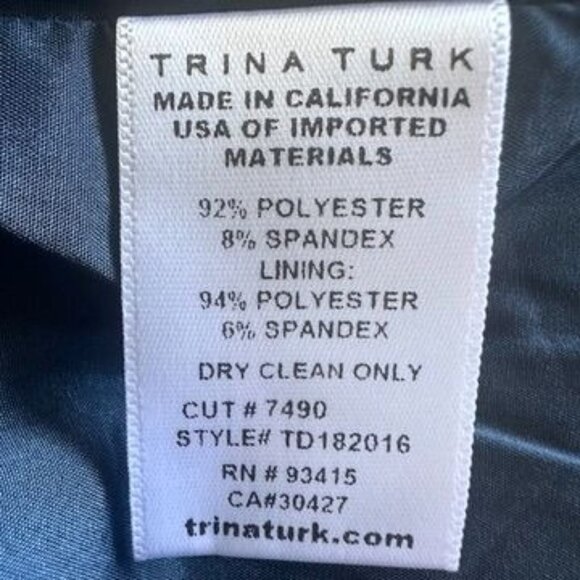 TRINA TURK
MADE IN CALIFORNIA
USA OF IMPORTED
MATERIALS
92% POLYESTER
8% SPANDEX
LINING:
94% POLYESTER
6% SPANDEX
DRY CLEAN ONLY
CUT # 7490
STYLE# TD182016
RN # 93415
CA#30427
trinaturk.com